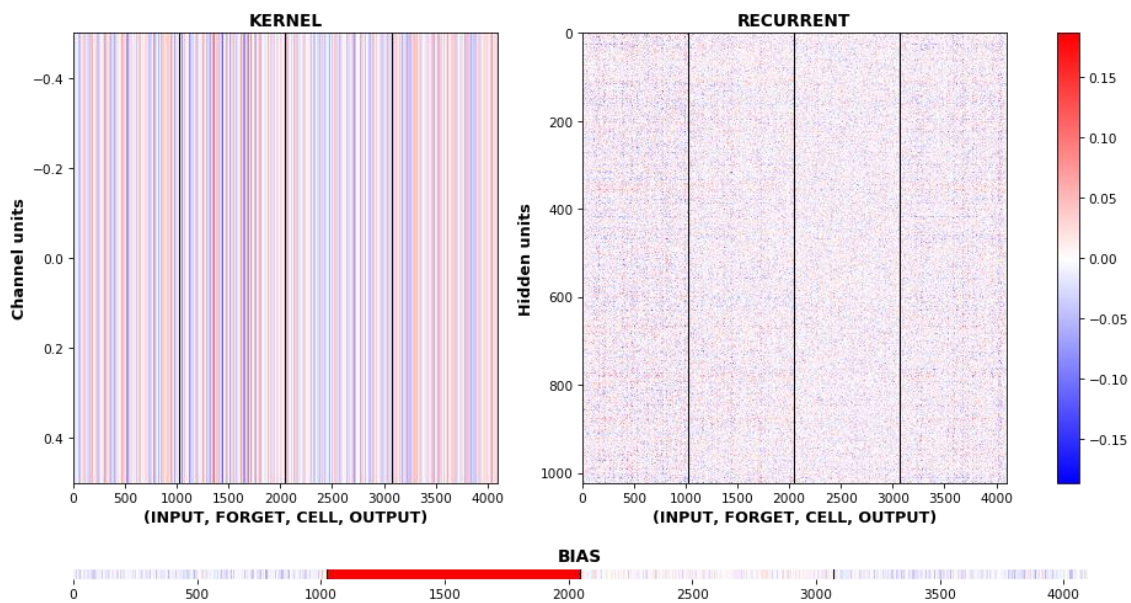 KERNEL
RECURRENT
Channel units
−0.4
−0.2
0.0
0.2
0.4
0 500 1000 1500 2000 2500 3000 3500 4000
(INPUT, FORGET, CELL, OUTPUT)
Hidden units
0
200
400
600
800
1000
0 500 1000 1500 2000 2500 3000 3500 4000
(INPUT, FORGET, CELL, OUTPUT)
0.15
0.10
0.05
0.00
−0.05
−0.10
−0.15
BIAS
0 500 1000 1500 2000 2500 3000 3500 4000